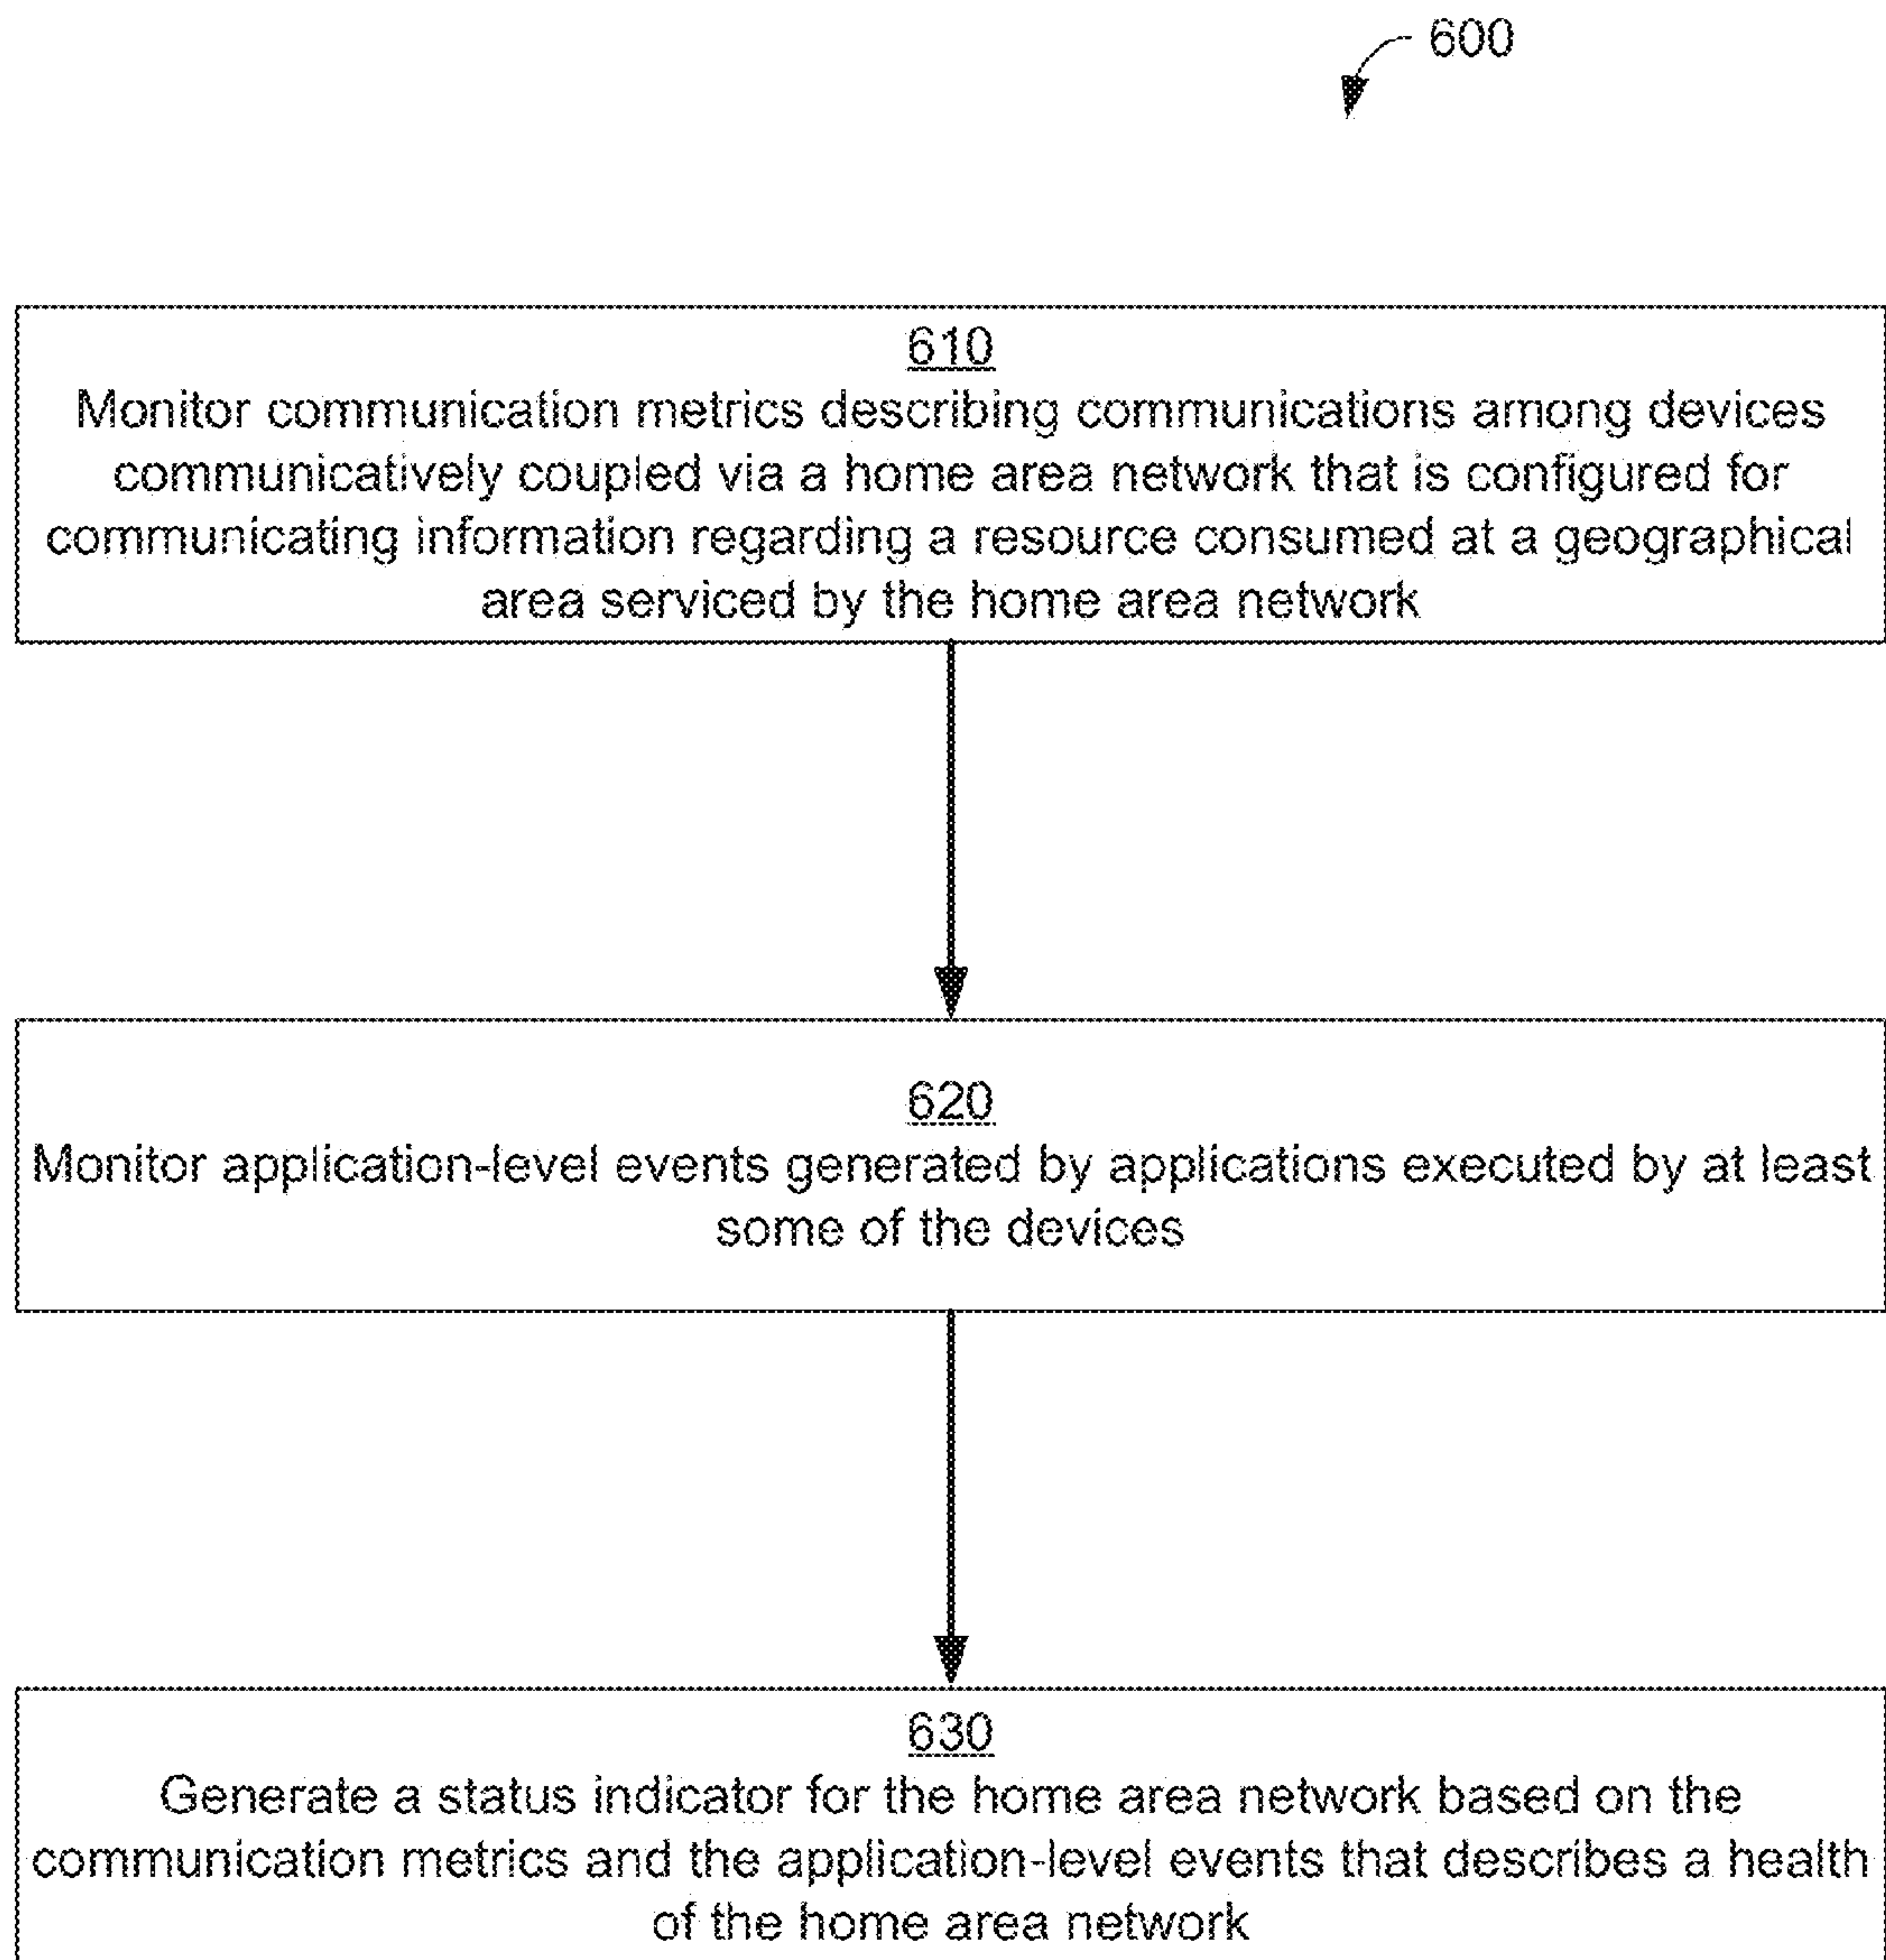 600
610
Monitor communication metrics describing communications among devices
communicatively coupled via a home area network that is configured for
communicating information regarding a resource consumed at a geographical
area serviced by the home area network
620
Monitor application-level events generated by applications executed by at least
some of the devices
630
Generate a status indicator for the home area network based on the
communication metrics and the application-level events that describes a health
of the home area network